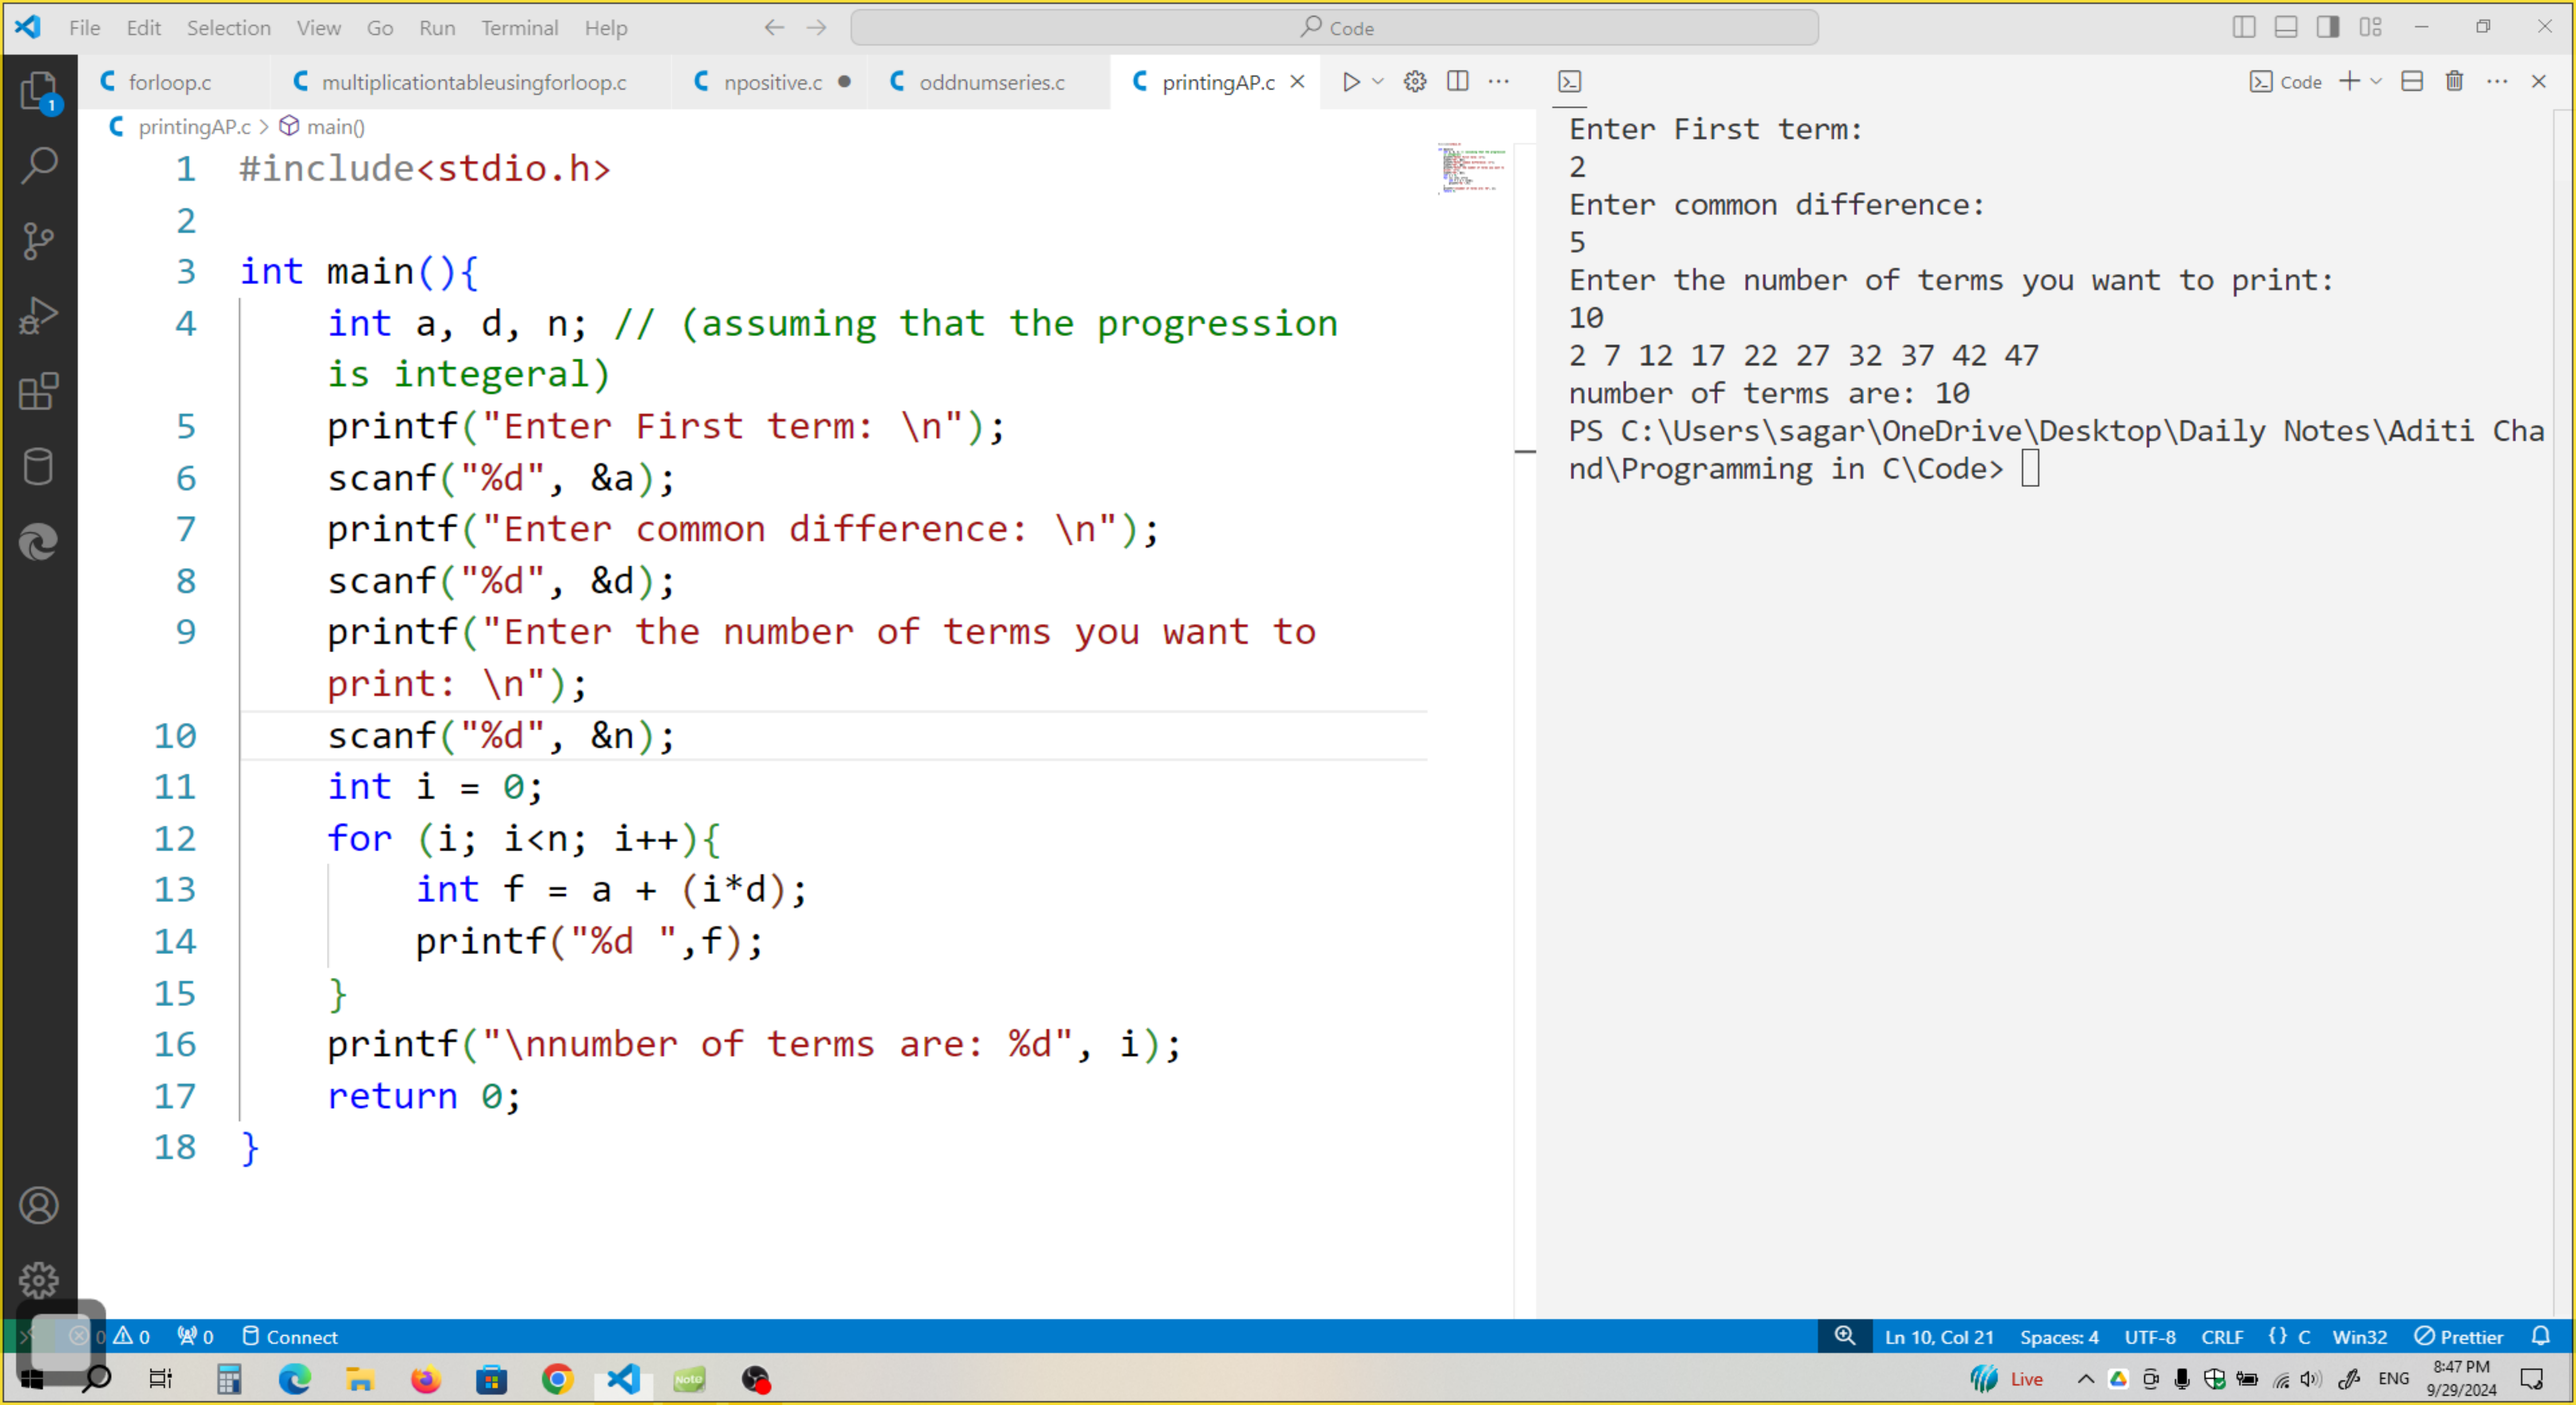 File Edit Selection View Go Run Terminal Help
Code
forloop.c multiplicationtableusingforloop.c npositive.c oddnumseries.c printingAP.c
Code
printingAP.c > main()
1 #include<stdio.h>
2
3 int main(){
4 int a, d, n; // (assuming that the progression
is integeral)
5 printf("Enter First term: \n");
6 scanf("%d", &a);
7 printf("Enter common difference: \n");
8 scanf("%d", &d);
9 printf("Enter the number of terms you want to
print: \n");
10 scanf("%d", &n);
11 int i = 0;
12 for (i; i<n; i++){
13 int f = a + (i*d);
14 printf("%d ",f);
15 }
16 printf("\nnumber of terms are: %d", i);
17 return 0;
18 }
Enter First term:
2
Enter common difference:
5
Enter the number of terms you want to print:
10
2 7 12 17 22 27 32 37 42 47
number of terms are: 10
PS C:\Users\sagar\OneDrive\Desktop\Daily Notes\Aditi Cha
nd\Programming in C\Code>
1
0 0 0 Connect
Ln 10, Col 21 Spaces: 4 UTF-8 CRLF {} C Win32 Prettier
Note
Live
ENG
8:47 PM
9/29/2024